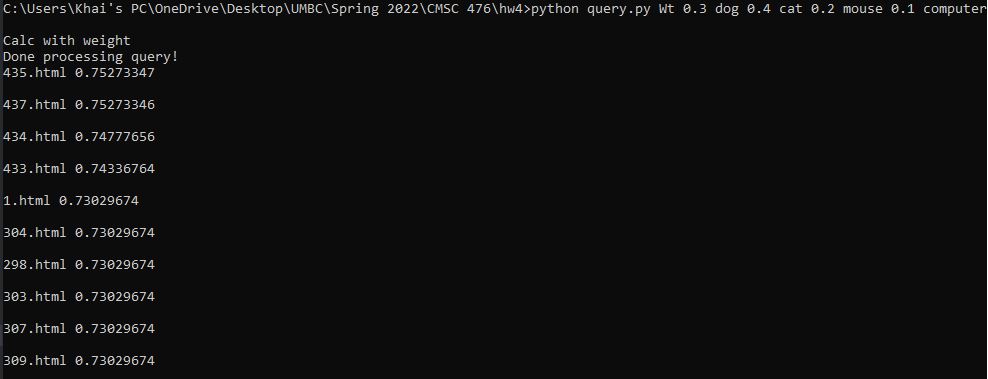 C:\Users\Khai's PC\OneDrive\Desktop\UMBC\Spring 2022\CMSC 476\hw4>python query.py Wt 0.3 dog 0.4 cat 0.2 mouse 0.1 computer
Calc with weight
Done processing query!
435.html 0.75273347
437.html 0.75273346
434.html 0.74777656
433.html 0.74336764
1.html 0.73029674
304.html 0.73029674
298.html 0.73029674
303.html 0.73029674
307.html 0.73029674
309.html 0.73029674